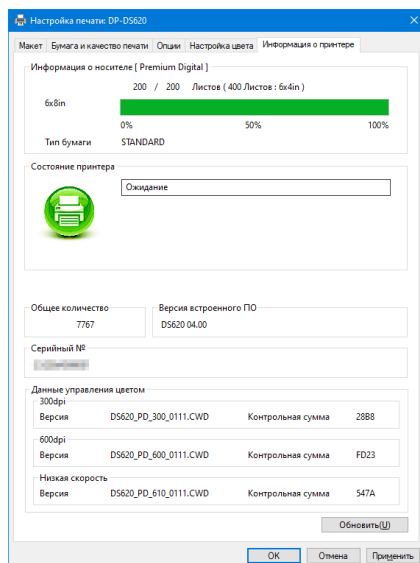 Настройка печати: DP-DS620
Макет Бумага и качество печати Опции Настройка цвета Информация о принтере
Информация о носителе [ Premium Digital ]
200 / 200 Листов ( 400 Листов : 6x4in )
6x8in
0% 50% 100%
Тип бумаги STANDARD
Состояние принтера
Ожидание
Общее количество Версия встроенного ПО
7767 DS620 04.00
Серийный №
Данные управления цветом
300dpi
Версия DS620_PD_300_0111.CWD Контрольная сумма 28B8
600dpi
Версия DS620_PD_600_0111.CWD Контрольная сумма FD23
Низкая скорость
Версия DS620_PD_610_0111.CWD Контрольная сумма 547A
Обновить(U)
OK Отмена Применить